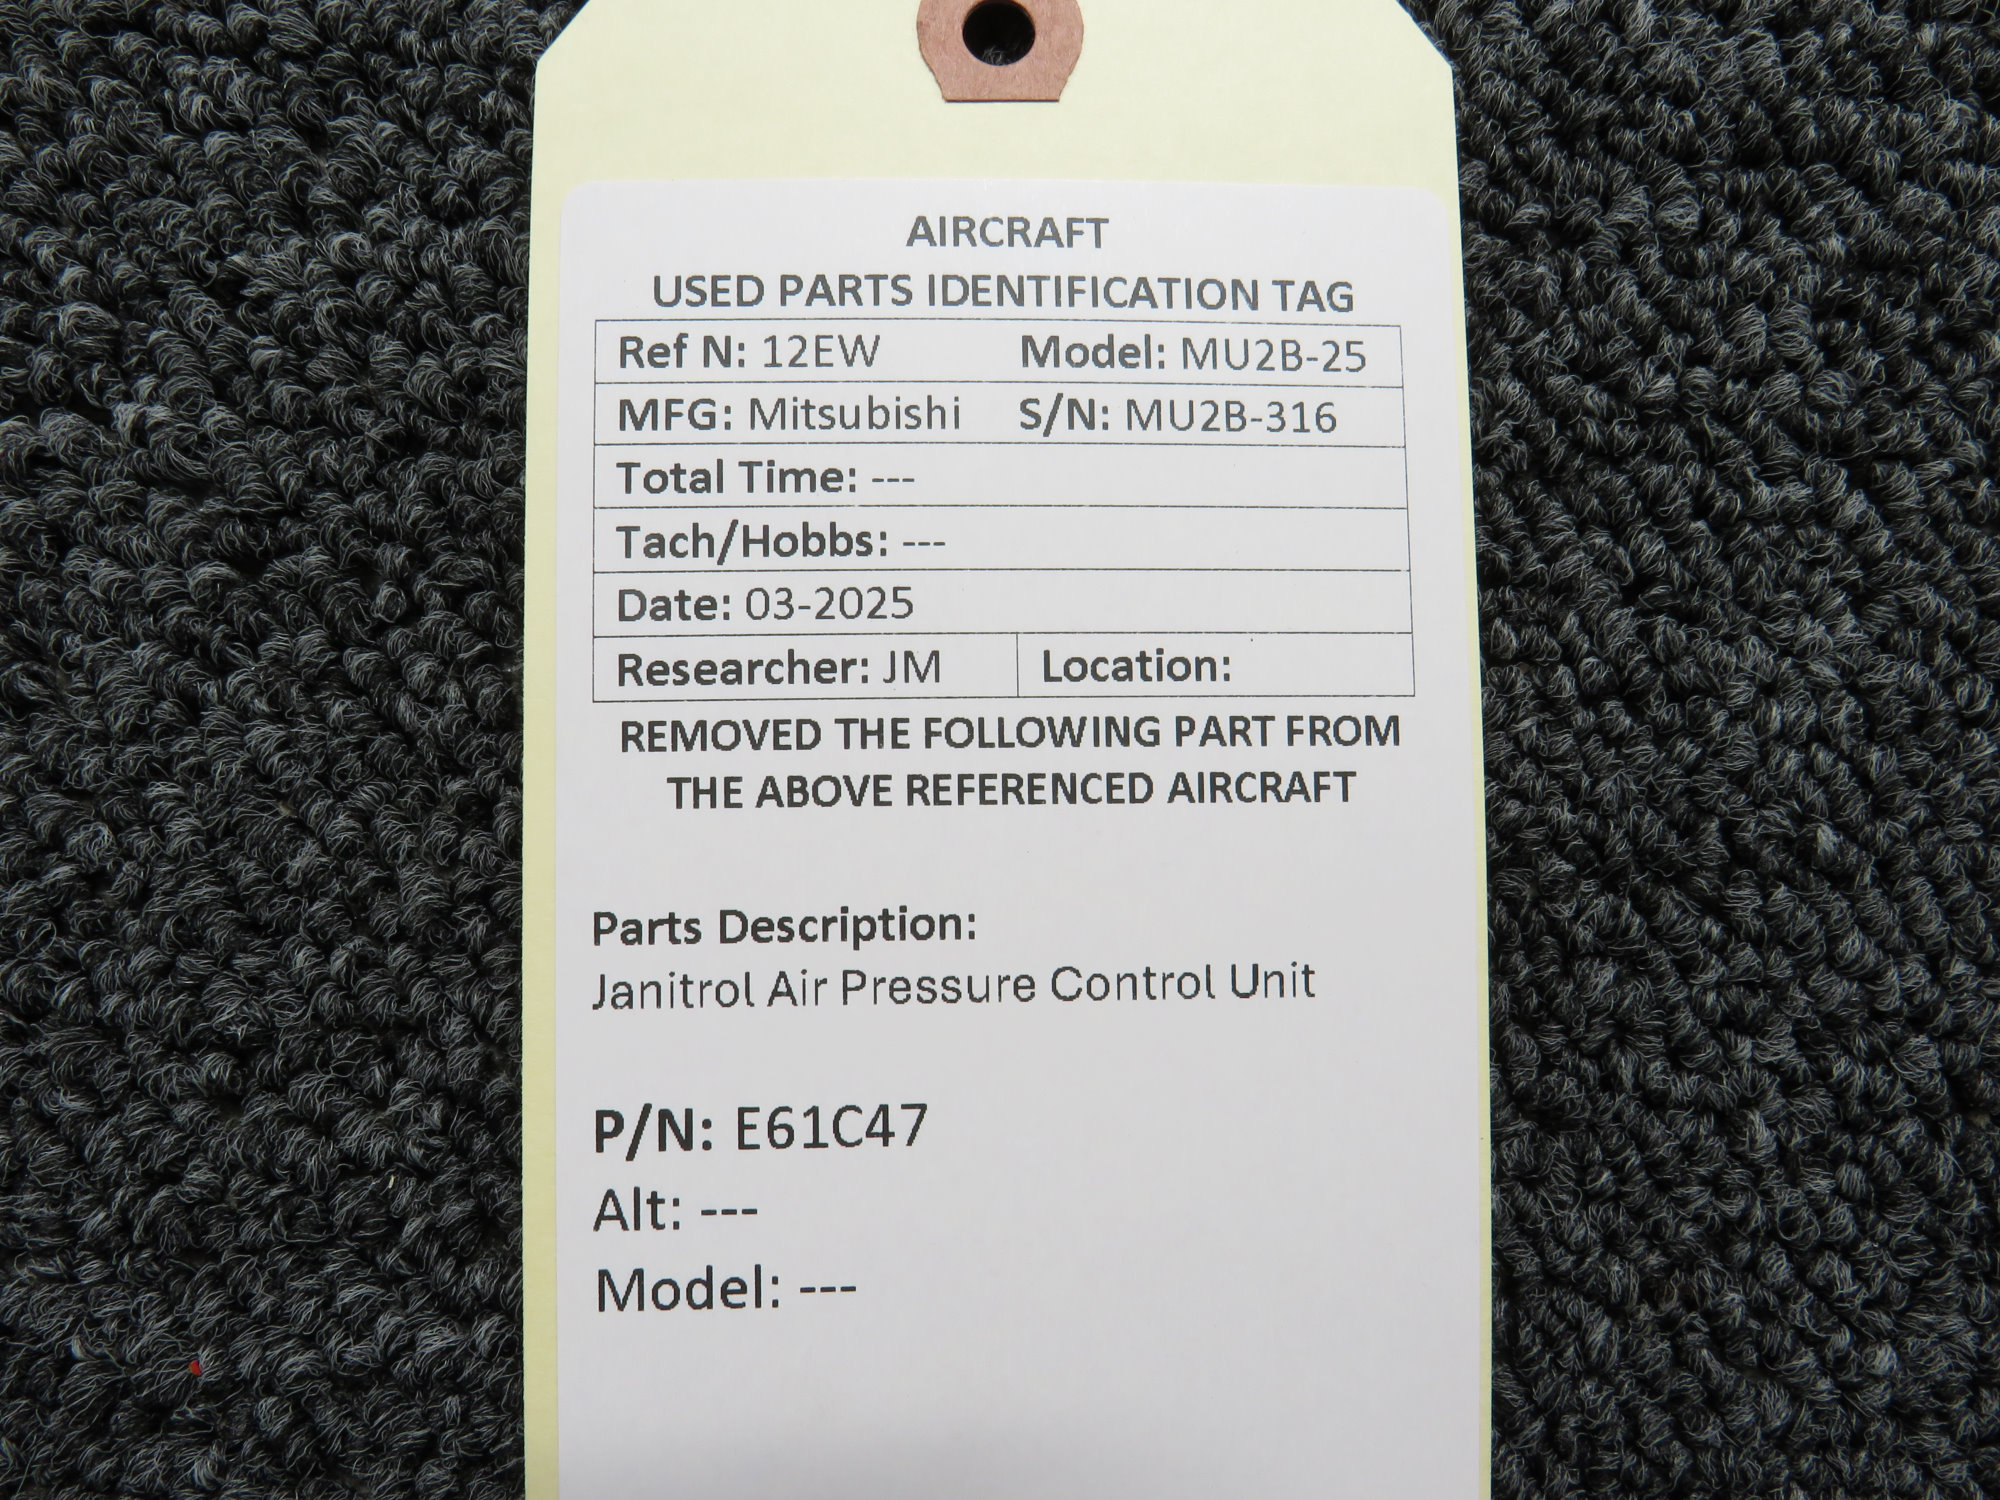 AIRCRAFT
USED PARTS IDENTIFICATION TAG
Ref N: 12EW Model: MU2B-25
MFG: Mitsubishi S/N: MU2B-316
Total Time: ---
Tach/Hobbs: ---
Date: 03-2025
Researcher: JM Location:
REMOVED THE FOLLOWING PART FROM
THE ABOVE REFERENCED AIRCRAFT
Parts Description:
Janitrol Air Pressure Control Unit
P/N: E61C47
Alt: ---
Model: ---